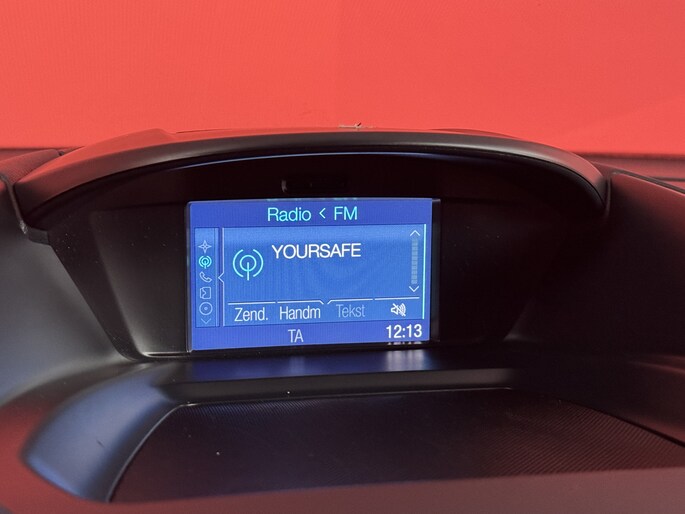 Radio < FM
YOURSAFE
Zend. Handm Tekst
TA 12:13